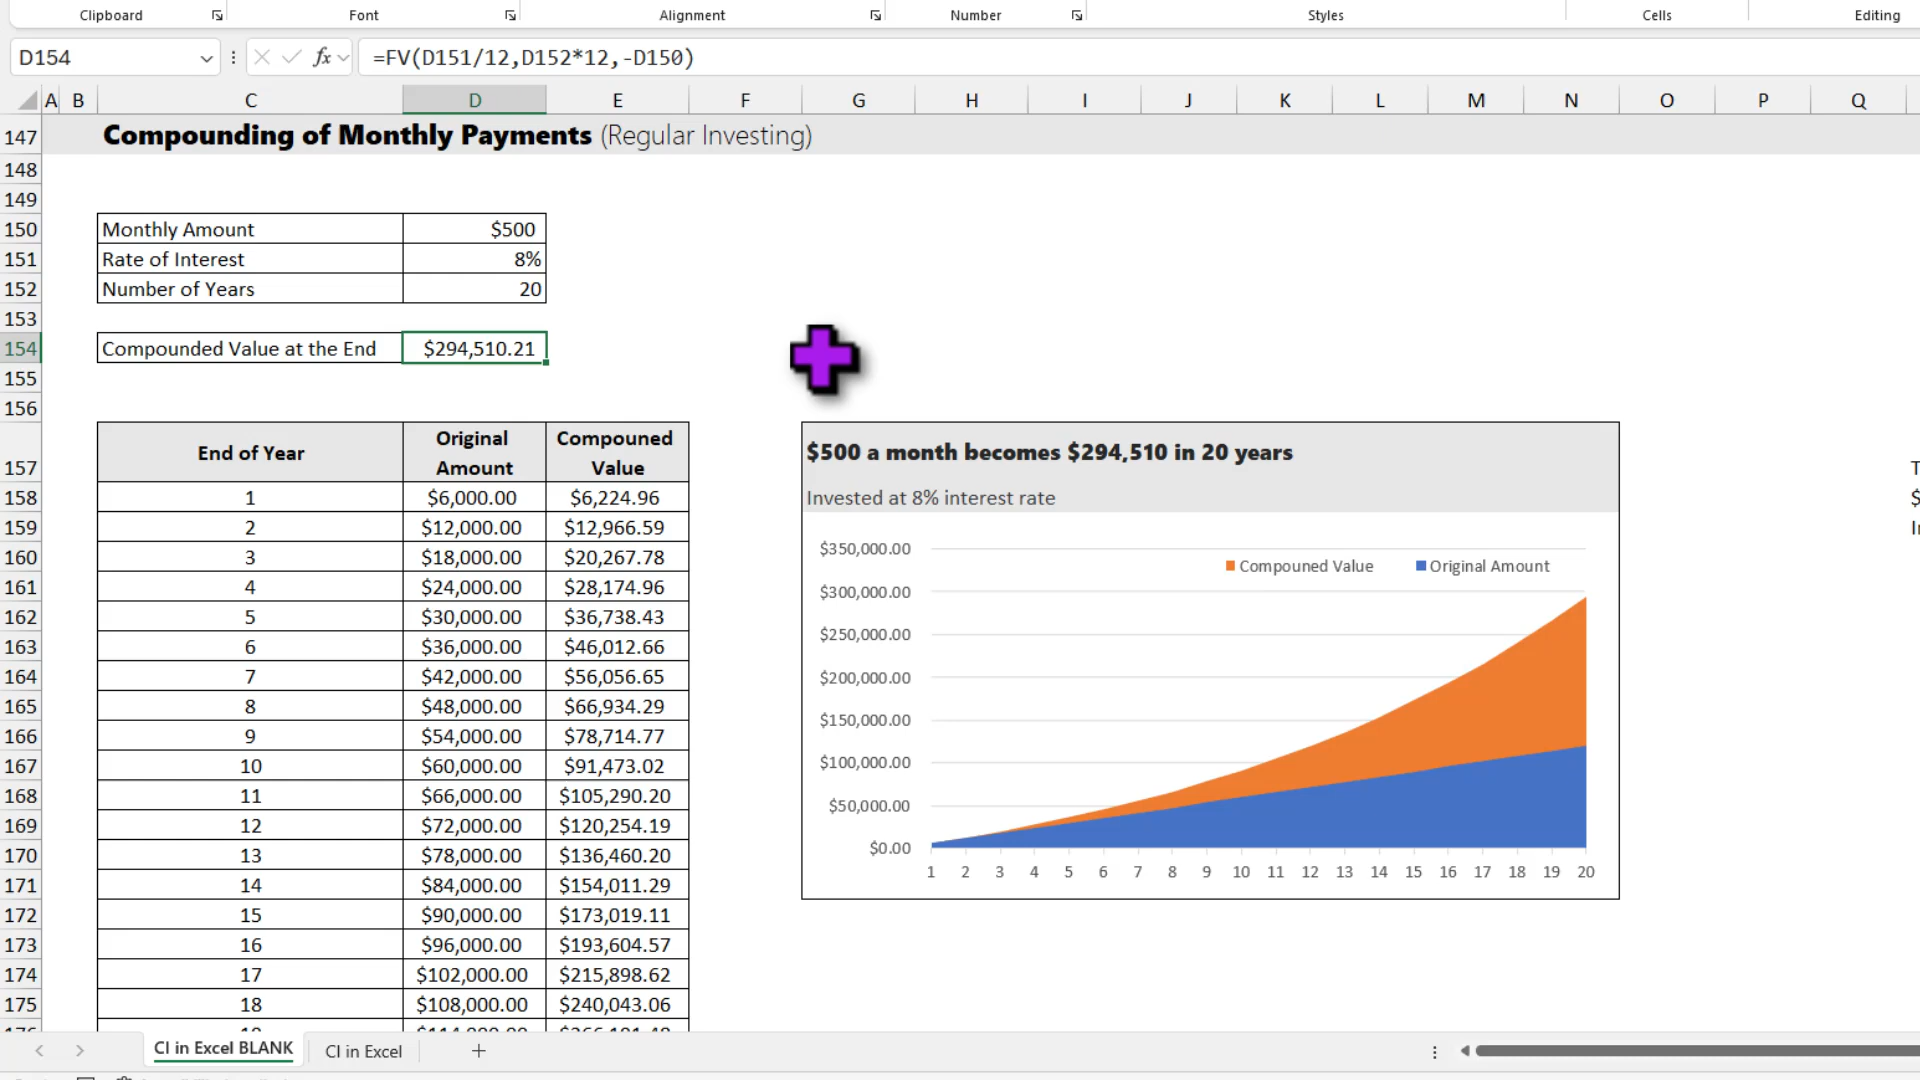 Clipboard Font Alignment Number Styles Cells Editing
D154 fx =FV(D151/12,D152*12,-D150)
A B C D E F G H I J K L M N O P Q
147 Compounding of Monthly Payments (Regular Investing)
148
149
150 Monthly Amount $500
151 Rate of Interest 8%
152 Number of Years 20
153
154 Compounded Value at the End $294,510.21
155
156
157 End of Year Original Amount Compouned Value
158 1 $6,000.00 $6,224.96
159 2 $12,000.00 $12,966.59
160 3 $18,000.00 $20,267.78
161 4 $24,000.00 $28,174.96
162 5 $30,000.00 $36,738.43
163 6 $36,000.00 $46,012.66
164 7 $42,000.00 $56,056.65
165 8 $48,000.00 $66,934.29
166 9 $54,000.00 $78,714.77
167 10 $60,000.00 $91,473.02
168 11 $66,000.00 $105,290.20
169 12 $72,000.00 $120,254.19
170 13 $78,000.00 $136,460.20
171 14 $84,000.00 $154,011.29
172 15 $90,000.00 $173,019.11
173 16 $96,000.00 $193,604.57
174 17 $102,000.00 $215,898.62
175 18 $108,000.00 $240,043.06
$500 a month becomes $294,510 in 20 years
Invested at 8% interest rate
Compouned Value Original Amount
$350,000.00
$300,000.00
$250,000.00
$200,000.00
$150,000.00
$100,000.00
$50,000.00
$0.00
1 2 3 4 5 6 7 8 9 10 11 12 13 14 15 16 17 18 19 20
CI in Excel BLANK CI in Excel